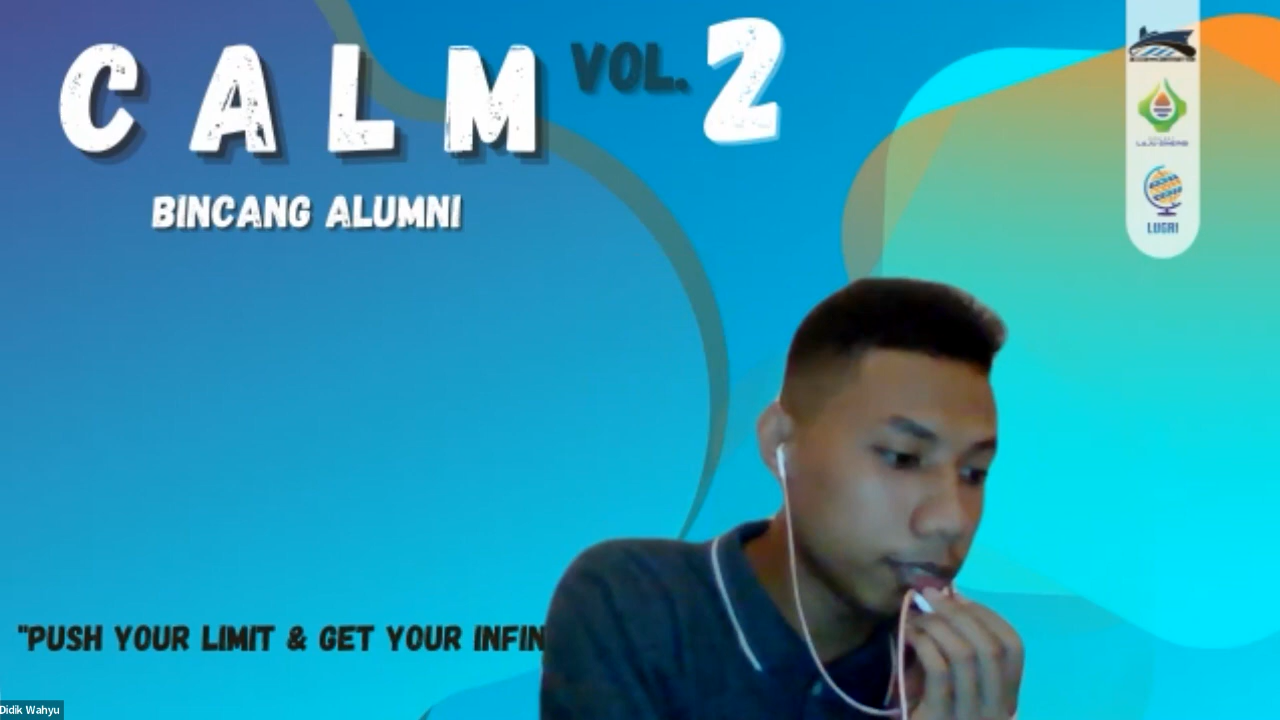 CALM VOL. 2
BINCANG ALUMNI
LUGRI
"PUSH YOUR LIMIT & GET YOUR INFIN
Didik Wahyu